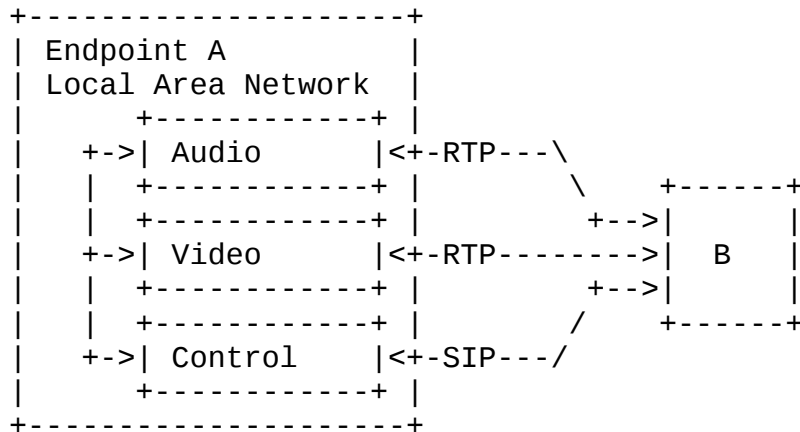 Endpoint A
Local Area Network
Audio
RTP
Video
RTP
B
Control
SIP